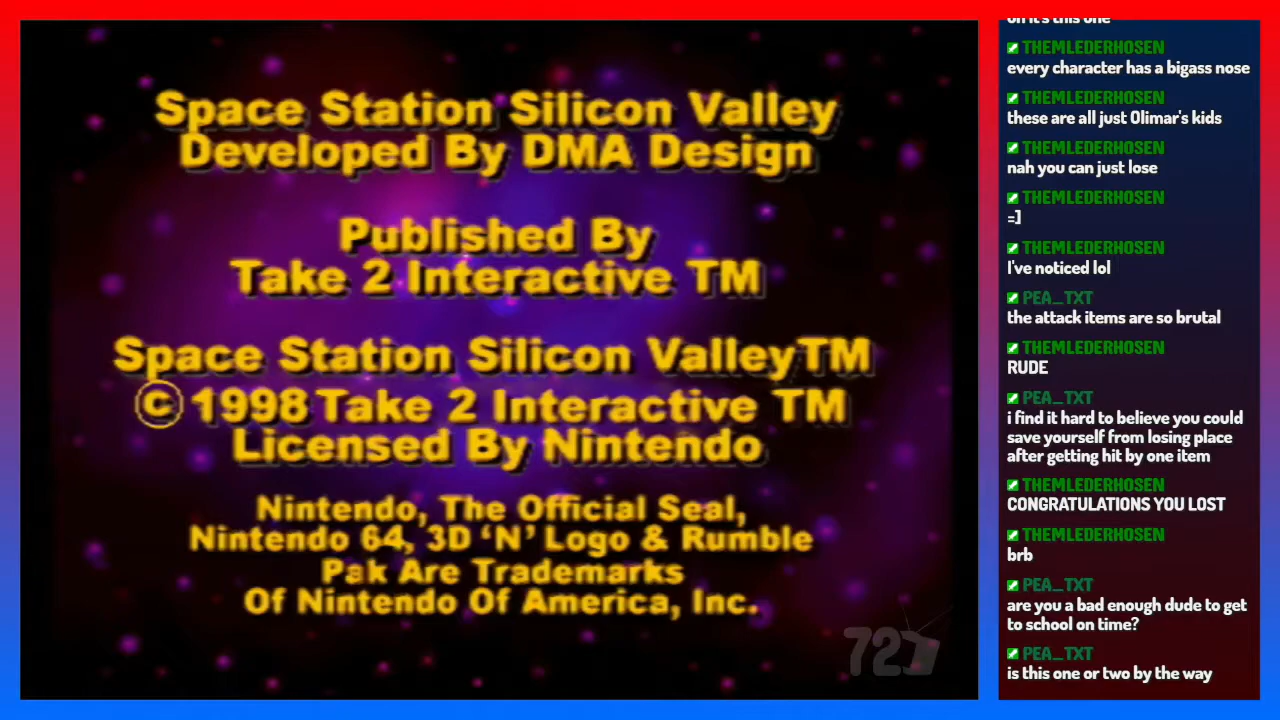 Space Station Silicon Valley
Developed By DMA Design
Published By
Take 2 Interactive TM
Space Station Silicon ValleyTM
© 1998 Take 2 Interactive TM
Licensed By Nintendo
Nintendo, The Official Seal,
Nintendo 64, 3D ‘N’ Logo & Rumble
Pak Are Trademarks
Of Nintendo Of America, Inc.
72
oh it's this one
THEMLEDERHOSEN
every character has a bigass nose
THEMLEDERHOSEN
these are all just Olimar's kids
THEMLEDERHOSEN
nah you can just lose
THEMLEDERHOSEN
=]
THEMLEDERHOSEN
I've noticed lol
PEA_TXT
the attack items are so brutal
THEMLEDERHOSEN
RUDE
PEA_TXT
i find it hard to believe you could
save yourself from losing place
after getting hit by one item
THEMLEDERHOSEN
CONGRATULATIONS YOU LOST
THEMLEDERHOSEN
brb
PEA_TXT
are you a bad enough dude to get
to school on time?
PEA_TXT
is this one or two by the way